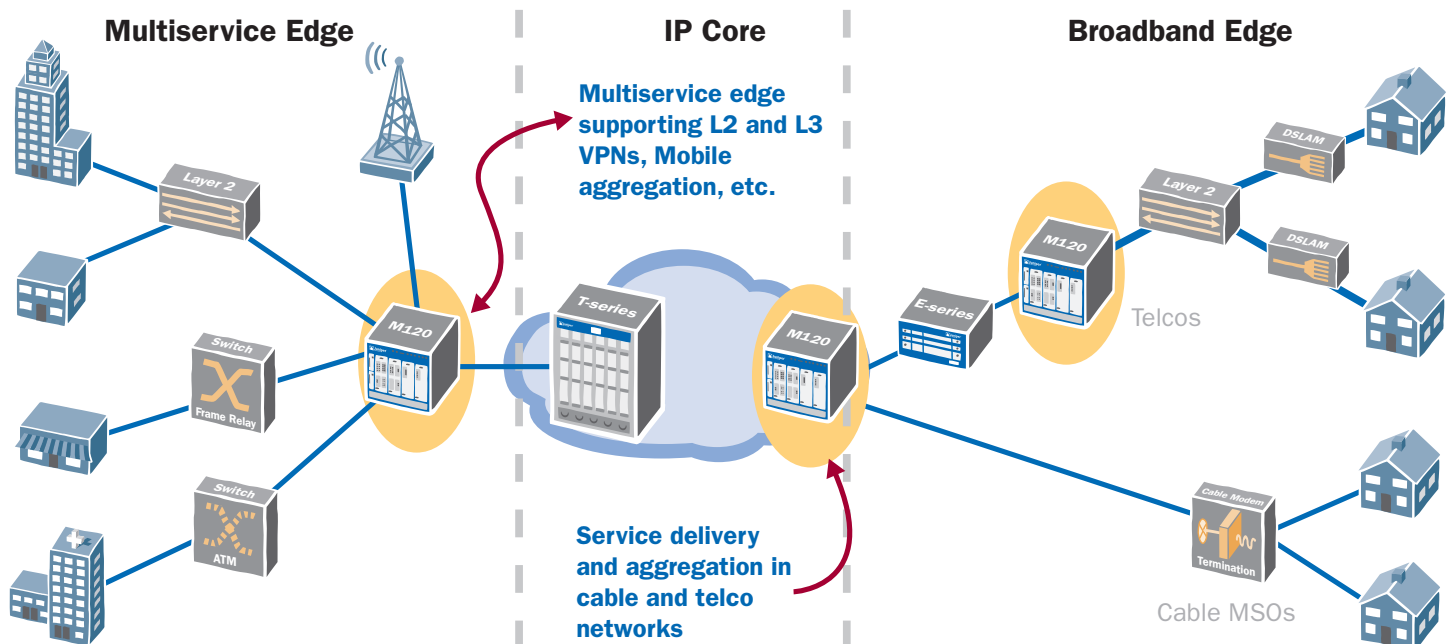 Multiservice Edge
IP Core
Broadband Edge
Multiservice edge
supporting L2 and L3
VPNs, Mobile
aggregation, etc.
Layer 2
M120
Switch
Frame Relay
Switch
ATM
T-series
M120
Service delivery
and aggregation in
cable and telco
networks
E-series
M120
Telcos
Layer 2
DSLAM
DSLAM
Cable Modem
Termination
Cable MSOs